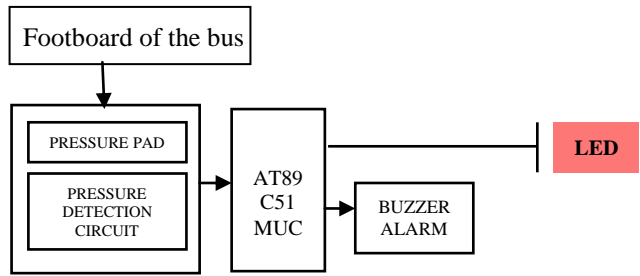 Footboard of the bus
PRESSURE PAD
PRESSURE
DETECTION
CIRCUIT
AT89
C51
MUC
BUZZER
ALARM
LED